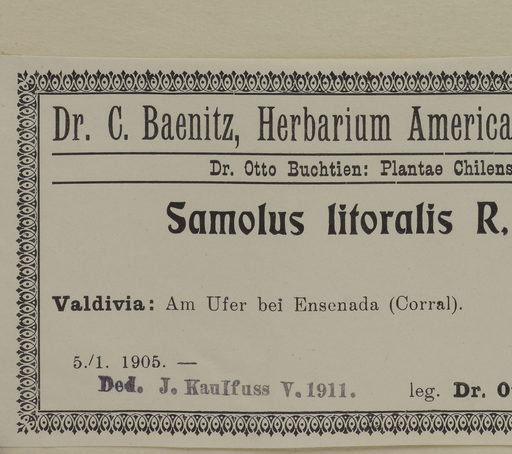 Dr. C. Baenitz, Herbarium America
Dr. Otto Buchtien: Plantae Chilens
Samolus litoralis R.
Valdivia: Am Ufer bei Ensenada (Corral).
5./1. 1905. —
Ded. J. Kaulfuss V. 1911.
leg. Dr. O